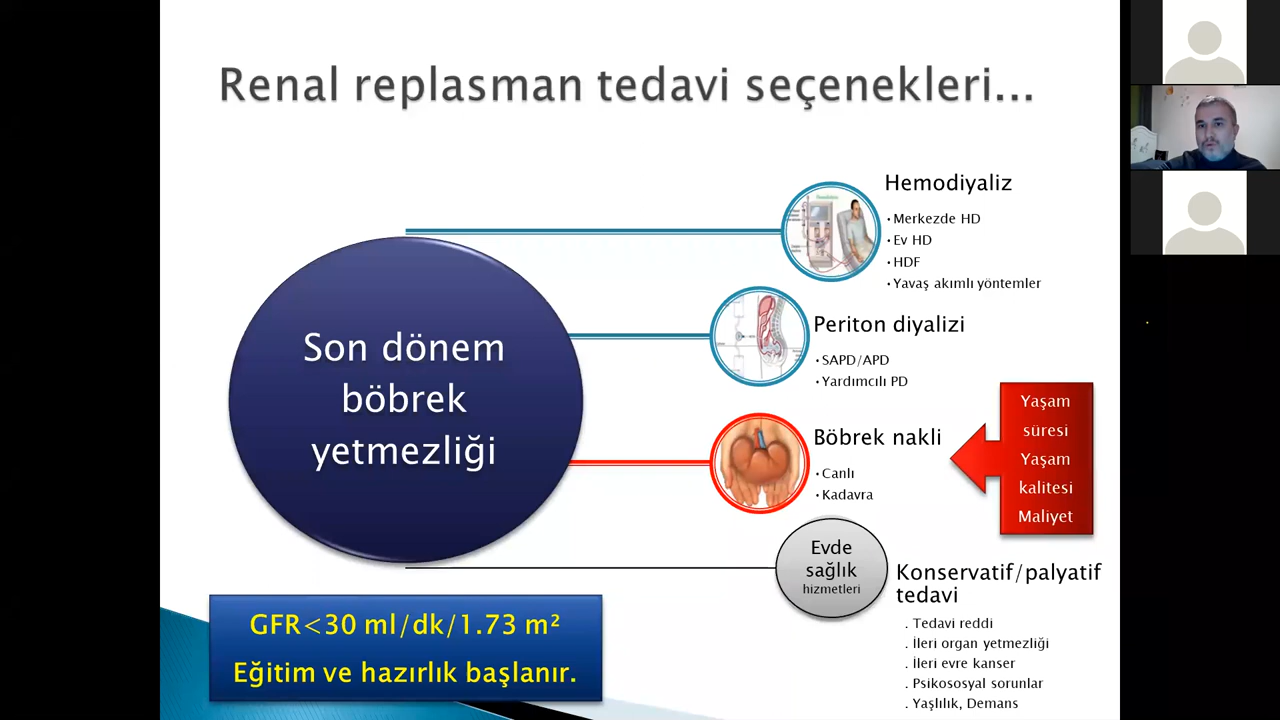 Renal replasman tedavi seçenekleri...
Son dönem
böbrek
yetmezliği
Hemodiyaliz
•Merkezde HD
•Ev HD
•HDF
•Yavaş akımlı yöntemler
Periton diyalizi
•SAPD/APD
•Yardımcılı PD
Böbrek nakli
•Canlı
•Kadavra
Yaşam
süresi
Yaşam
kalitesi
Maliyet
Evde
sağlık
hizmetleri
Konservatif/palyatif
tedavi
. Tedavi reddi
. İleri organ yetmezliği
. İleri evre kanser
. Psikososyal sorunlar
. Yaşlılık, Demans
GFR<30 ml/dk/1.73 m²
Eğitim ve hazırlık başlanır.